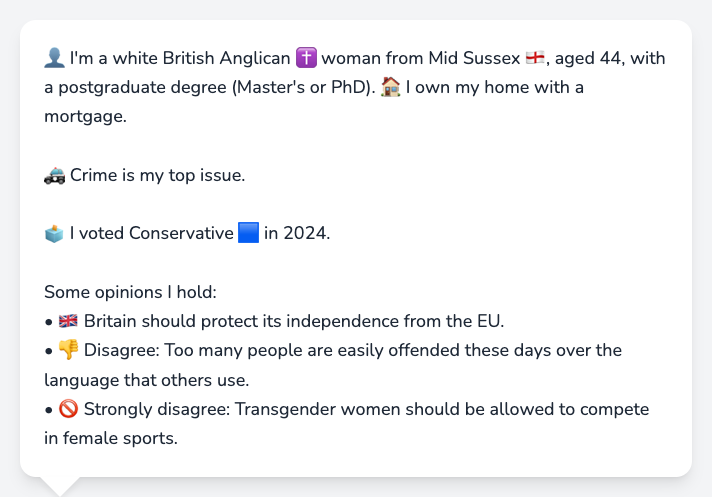 👤 I'm a white British Anglican ✝️ woman from Mid Sussex 🏴󠁧󠁢󠁥󠁮󠁧󠁿, aged 44, with
a postgraduate degree (Master's or PhD). 🏠 I own my home with a
mortgage.
🚓 Crime is my top issue.
🗳️ I voted Conservative 🟦 in 2024.
Some opinions I hold:
• 🇬🇧 Britain should protect its independence from the EU.
• 👎 Disagree: Too many people are easily offended these days over the
language that others use.
• 🚫 Strongly disagree: Transgender women should be allowed to compete
in female sports.